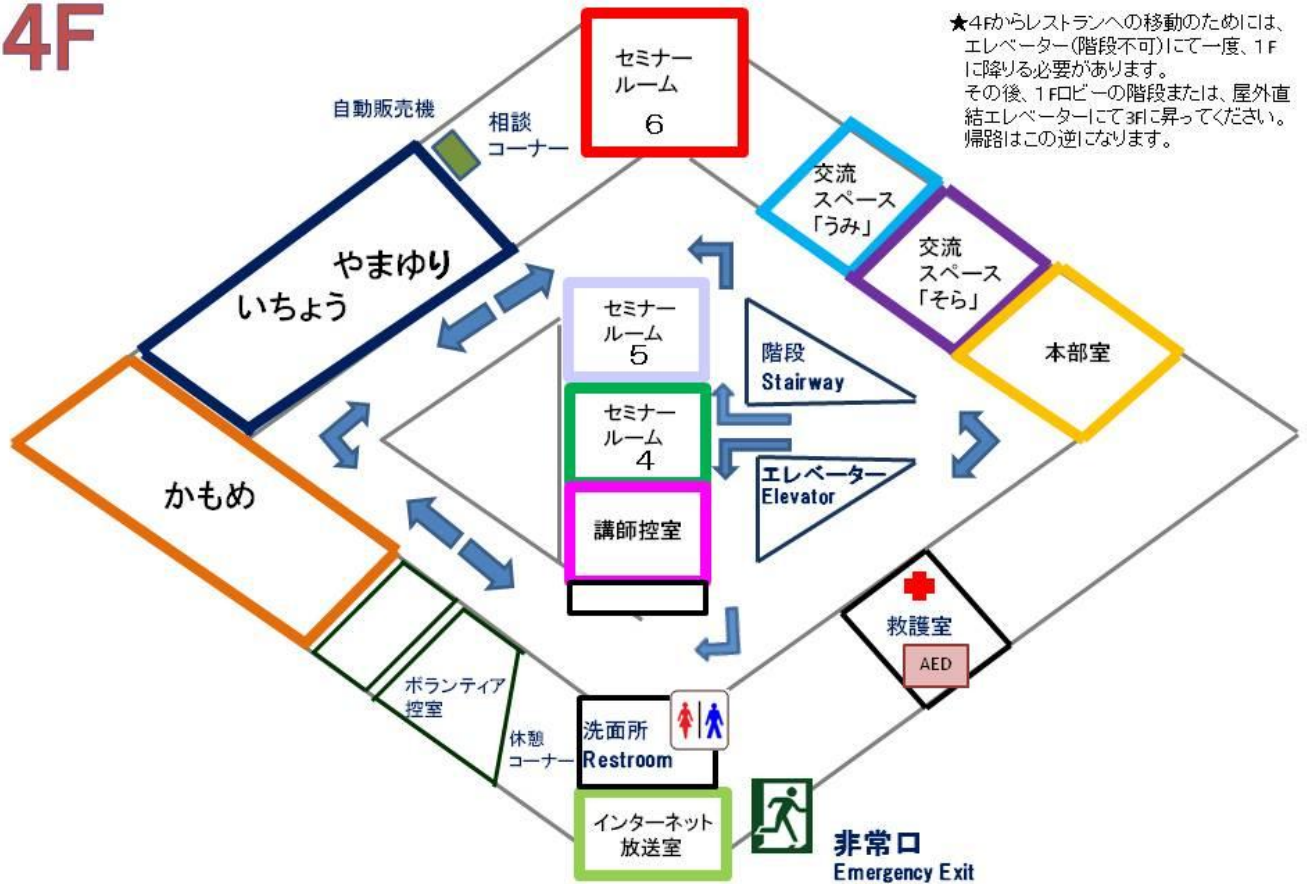 4F
★4Fからレストランへの移動のためには、
エレベーター(階段不可)にて一度、1F
に降りる必要があります。
その後、1Fロビーの階段または、屋外直
結エレベーターにて3Fに昇ってください。
帰路はこの逆になります。
セミナー
ルーム
6
自動販売機
相談
コーナー
交流
スペース
「うみ」
交流
スペース
「そら」
本部室
やまゆり
いちょう
セミナー
ルーム
5
階段
Stairway
セミナー
ルーム
4
エレベーター
Elevator
かもめ
講師控室
救護室
AED
ボランティア
控室
休憩
コーナー
洗面所
Restroom
インターネット
放送室
非常口
Emergency Exit